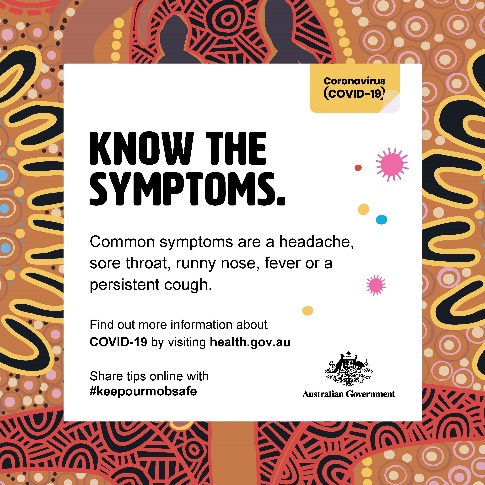 Coronavirus
(COVID-19)
KNOW THE
SYMPTOMS.
Common symptoms are a headache,
sore throat, runny nose, fever or a
persistent cough.
Find out more information about
COVID-19 by visiting health.gov.au
Share tips online with
#keepourmobsafe
Australian Government